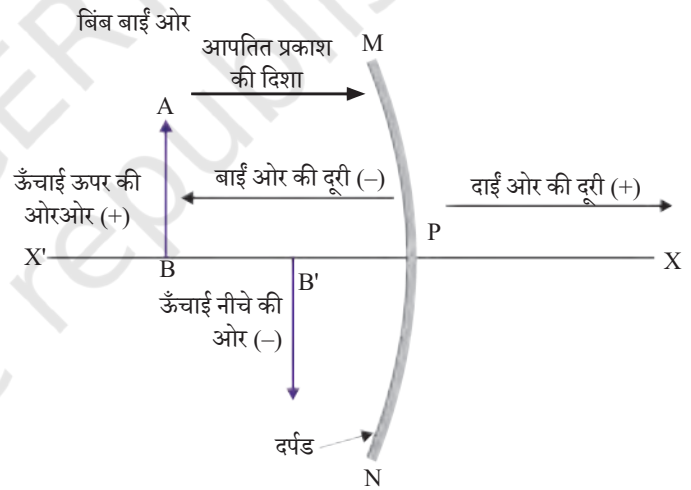 बिंब बाईं ओर
आपतित प्रकाश
की दिशा
M
A
ऊँचाई ऊपर की
ओरओर (+)
बाईं ओर की दूरी (–)
दाईं ओर की दूरी (+)
P
X'
B
B'
X
ऊँचाई नीचे की
ओर (–)
दर्पड
N